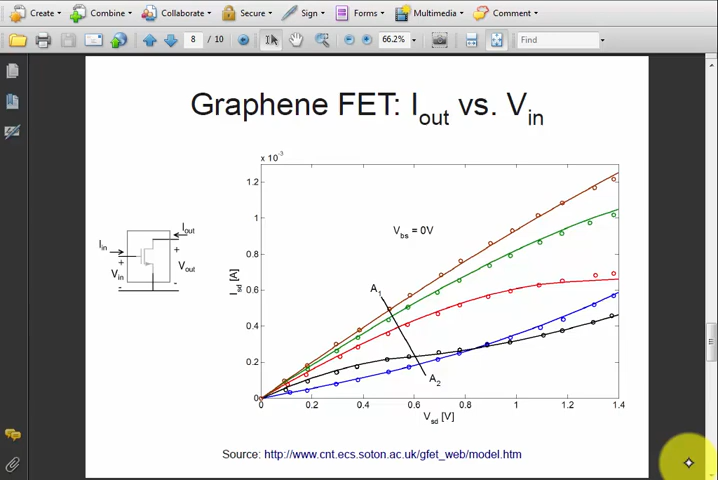 Create Combine Collaborate Secure Sign Forms Multimedia Comment
8 / 10 66.2% Find
Graphene FET: Iout vs. Vin
x 10-3
1.2
1
0.8
0.6
0.4
0.2
0
0 0.2 0.4 0.6 0.8 1 1.2 1.4
Isd [A]
Vsd [V]
Vbs = 0V
A1
A2
Iin
Iout
+
Vin
-
+
Vout
-
Source: http://www.cnt.ecs.soton.ac.uk/gfet_web/model.htm